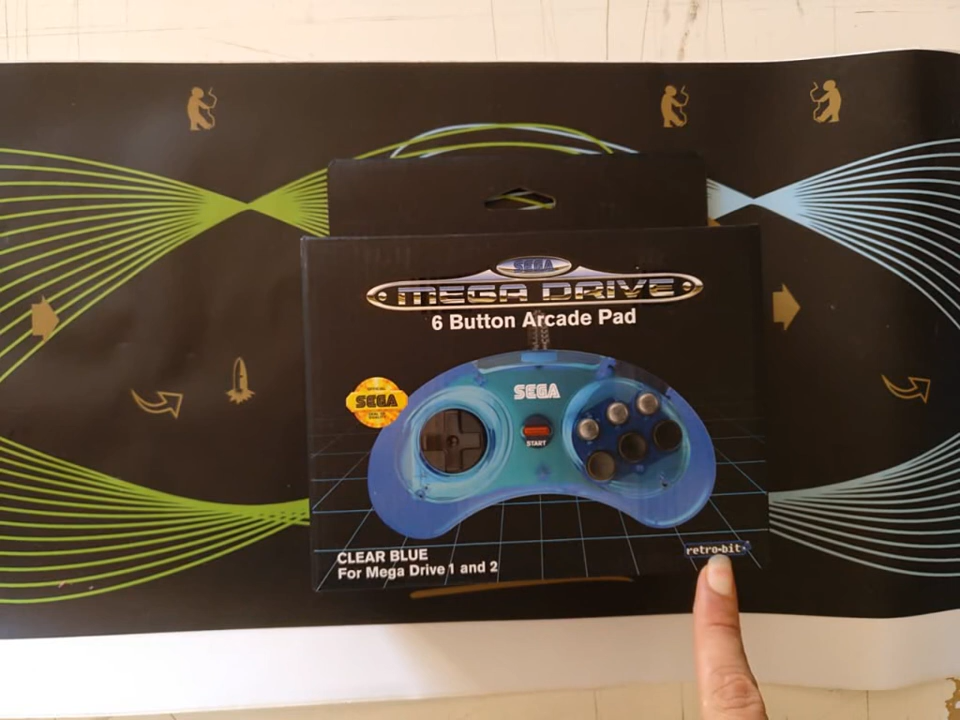 SEGA
MEGA DRIVE
6 Button Arcade Pad
SEGA
SEGA
START
CLEAR BLUE
For Mega Drive 1 and 2
retro-bit